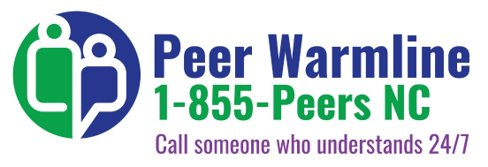 Peer Warmline
1-855-Peers NC
Call someone who understands 24/7